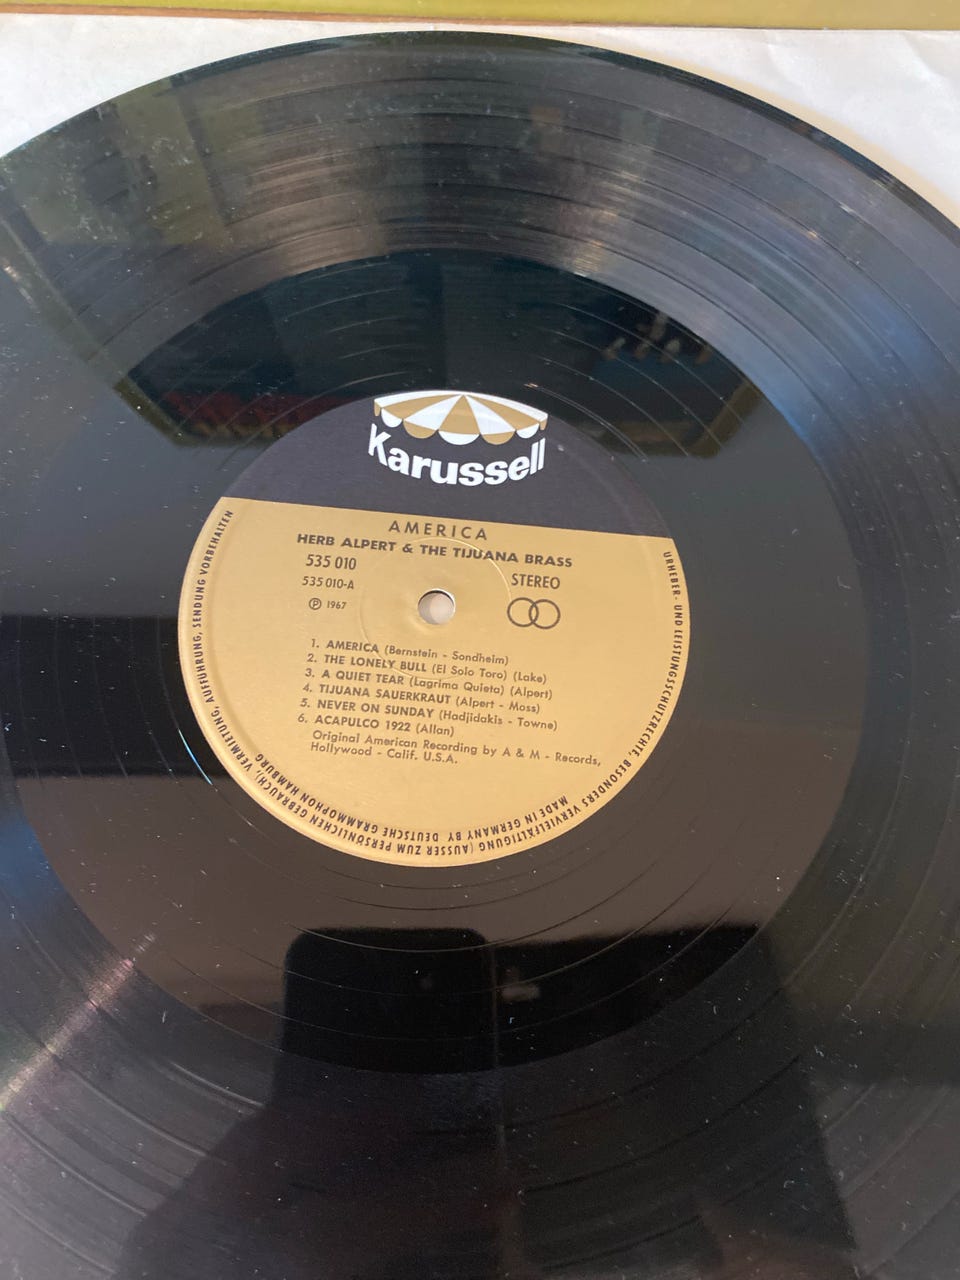 Karussell
AMERICA
HERB ALPERT & THE TIJUANA BRASS
535 010
STEREO
535 010-A
Ⓟ 1967
1. AMERICA (Bernstein - Sondheim)
2. THE LONELY BULL (El Solo Toro) (Lake)
3. A QUIET TEAR (Lagrima Quieta) (Alpert)
4. TIJUANA SAUERKRAUT (Alpert - Moss)
5. NEVER ON SUNDAY (Hadjidakis - Towne)
6. ACAPULCO 1922 (Allan)
Original American Recording by A & M - Records,
Hollywood - Calif. U.S.A.
URHEBER- UND LEISTUNGSSCHUTZRECHTE, BESONDERS VERVIELFÄLTIGUNG (AUSSER ZUM PERSÖNLICHEN GEBRAUCH), VERMIETUNG, AUFFÜHRUNG, SENDUNG VORBEHALTEN
MADE IN GERMANY BY DEUTSCHE GRAMMOPHON HAMBURG